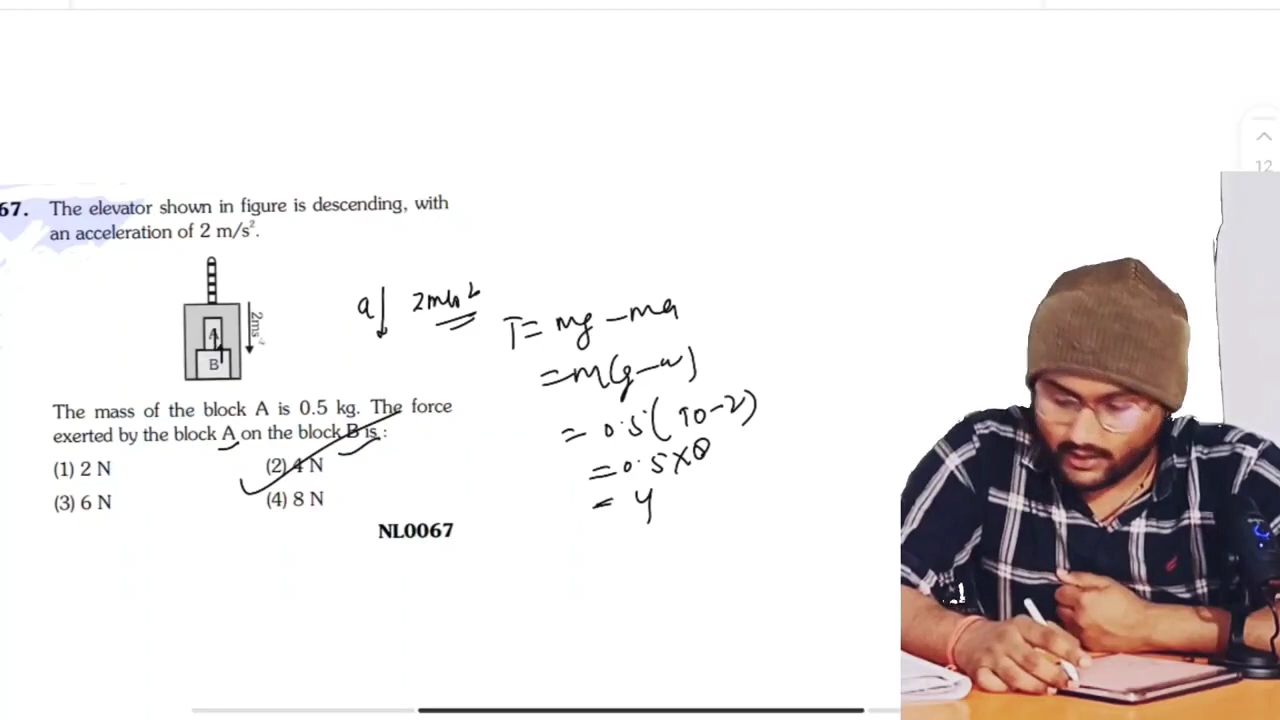 12
67. The elevator shown in figure is descending, with
an acceleration of 2 m/s².
2ms⁻²
A
B
a↓ 2m/s²
The mass of the block A is 0.5 kg. The force
exerted by the block A on the block B is :
(1) 2 N
(2) 4 N
(3) 6 N
(4) 8 N
NL0067
T = mg - ma
= m(g-a)
= 0.5(10-2)
= 0.5×8
= 4